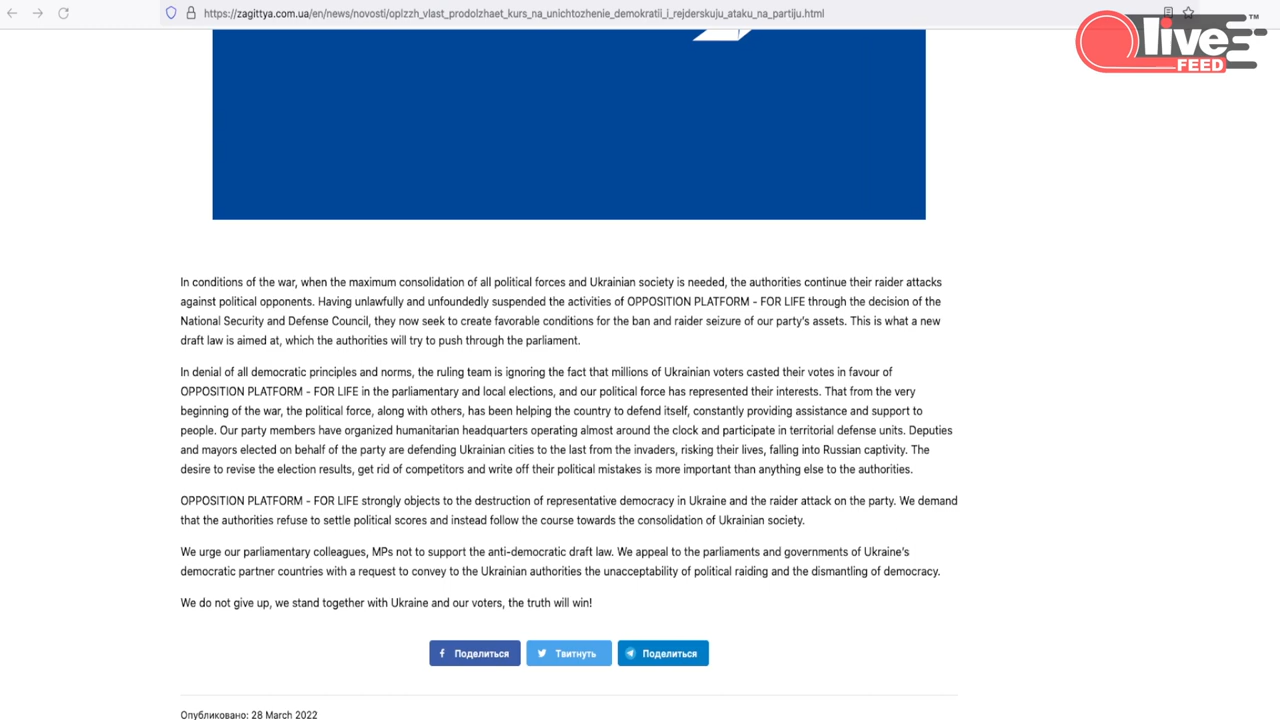 https://zagittya.com.ua/en/news/novosti/oplzzh_vlast_prodolzhaet_kurs_na_unichtozhenie_demokratii_i_rejderskuju_ataku_na_partiju.html
live
FEED
TM
In conditions of the war, when the maximum consolidation of all political forces and Ukrainian society is needed, the authorities continue their raider attacks
against political opponents. Having unlawfully and unfoundedly suspended the activities of OPPOSITION PLATFORM - FOR LIFE through the decision of the
National Security and Defense Council, they now seek to create favorable conditions for the ban and raider seizure of our party's assets. This is what a new
draft law is aimed at, which the authorities will try to push through the parliament.
In denial of all democratic principles and norms, the ruling team is ignoring the fact that millions of Ukrainian voters casted their votes in favour of
OPPOSITION PLATFORM - FOR LIFE in the parliamentary and local elections, and our political force has represented their interests. That from the very
beginning of the war, the political force, along with others, has been helping the country to defend itself, constantly providing assistance and support to
people. Our party members have organized humanitarian headquarters operating almost around the clock and participate in territorial defense units. Deputies
and mayors elected on behalf of the party are defending Ukrainian cities to the last from the invaders, risking their lives, falling into Russian captivity. The
desire to revise the election results, get rid of competitors and write off their political mistakes is more important than anything else to the authorities.
OPPOSITION PLATFORM - FOR LIFE strongly objects to the destruction of representative democracy in Ukraine and the raider attack on the party. We demand
that the authorities refuse to settle political scores and instead follow the course towards the consolidation of Ukrainian society.
We urge our parliamentary colleagues, MPs not to support the anti-democratic draft law. We appeal to the parliaments and governments of Ukraine's
democratic partner countries with a request to convey to the Ukrainian authorities the unacceptability of political raiding and the dismantling of democracy.
We do not give up, we stand together with Ukraine and our voters, the truth will win!
Поделиться Твитнуть Поделиться
Опубликовано: 28 March 2022